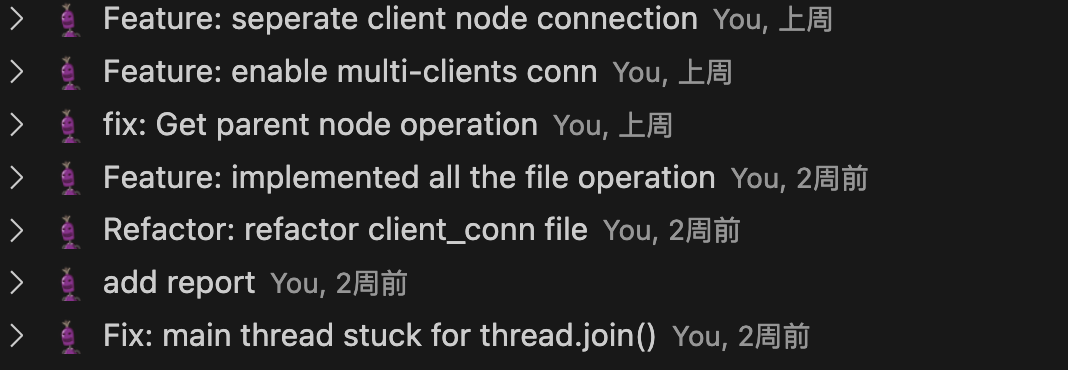 Feature: seperate client node connection You, 上周
Feature: enable multi-clients conn You, 上周
fix: Get parent node operation You, 上周
Feature: implemented all the file operation You, 2周前
Refactor: refactor client_conn file You, 2周前
add report You, 2周前
Fix: main thread stuck for thread.join() You, 2周前